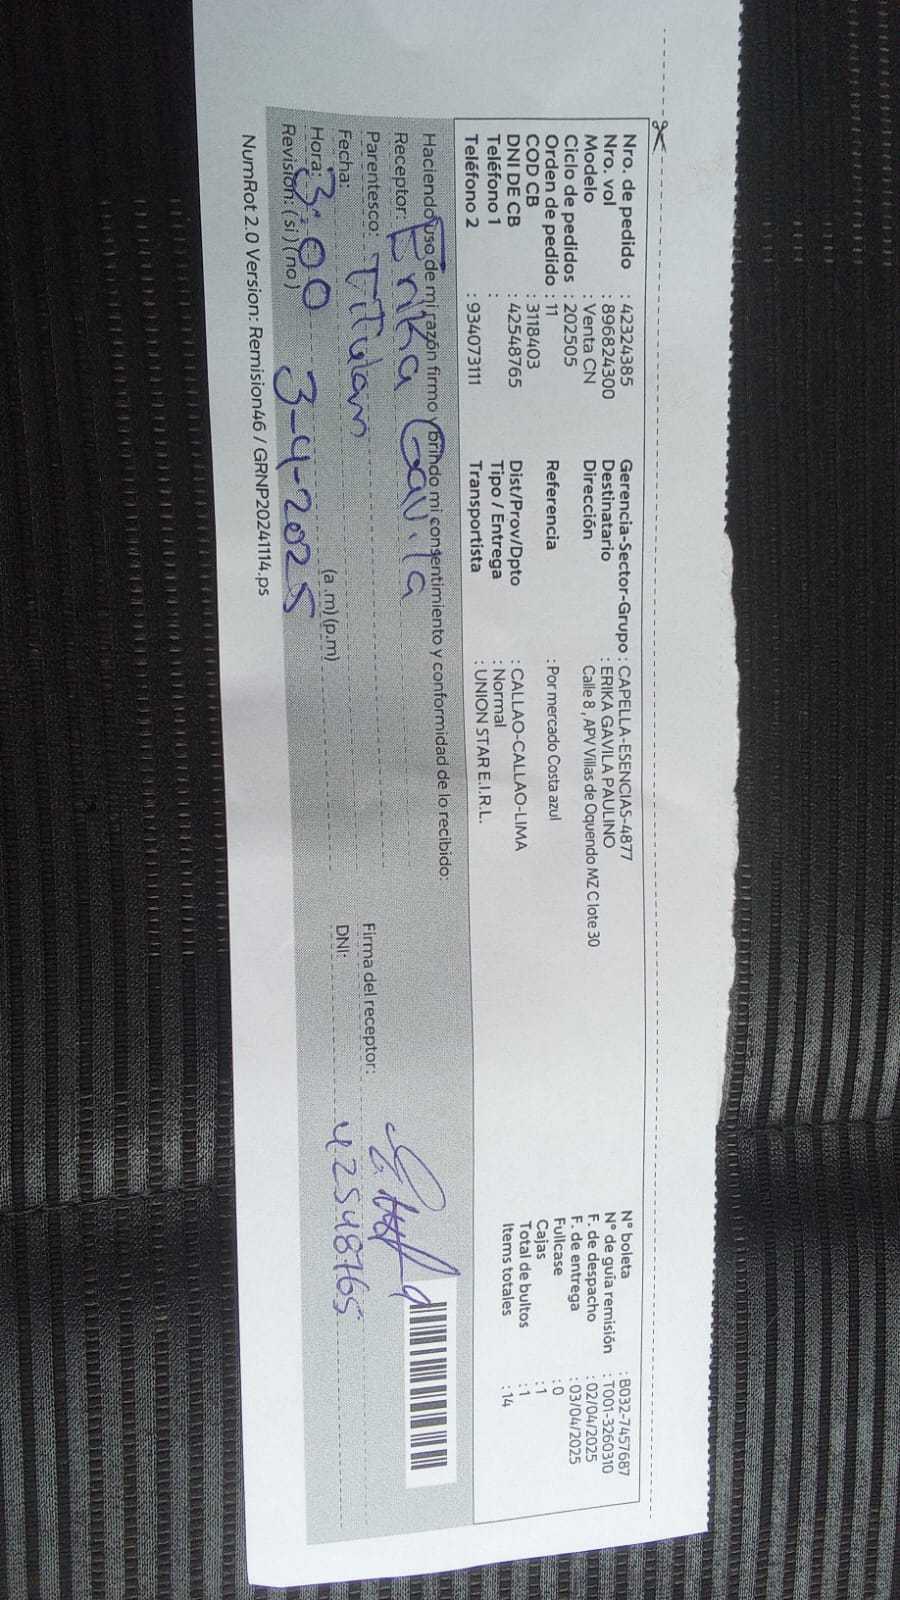 Nro. de pedido : 42324385
Nro. vol : 896824300
Modelo : Venta CN
Ciclo de pedidos : 202505
Orden de pedido : 11
COD CB : 3118403
DNI DE CB : 42548765
Teléfono 1 :
Teléfono 2 : 934073111
Gerencia-Sector-Grupo : CAPELLA-ESENCIAS-4877
Destinatario : ERIKA GAVILA PAULINO
Dirección Calle 8 , APV Villas de Oquendo MZ C lote 30
Referencia : Por mercado Costa azul
Dist/Prov/Dpto : CALLAO-CALLAO-LIMA
Tipo / Entrega : Normal
Transportista : UNION STAR E.I.R.L.
N° boleta : B032-7457687
N° de guía remisión : T001-3260310
F. de despacho : 02/04/2025
F. de entrega : 03/04/2025
Fullcase : 0
Cajas : 1
Total de bultos : 1
Items totales : 14
Haciendo uso de mi razón firmo y brindo mi consentimiento y conformidad de lo recibido:
Receptor: Erika Gavila
Parentesco: Titular
Fecha:
Hora: 3:00 3-4-2025 (a .m) (p.m)
Revisión: (si ) (no)
Firma del receptor:
DNI: 42548765
NumRot 2.0 Version: Remision46 / GRNP20241114.ps